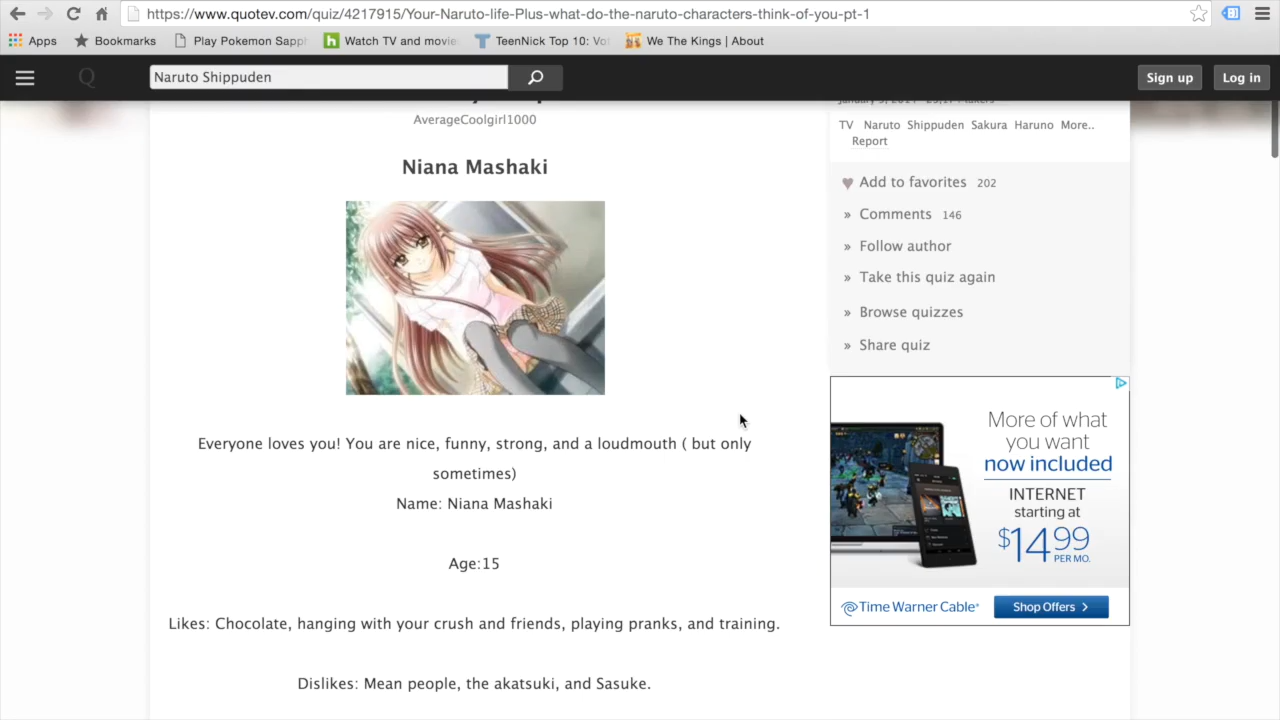 https://www.quotev.com/quiz/4217915/Your-Naruto-life-Plus-what-do-the-naruto-characters-think-of-you-pt-1
Apps Bookmarks Play Pokemon Sapp Watch TV and movie TeenNick Top 10: Vo We The Kings | About
Q Naruto Shippuden Sign up Log in
AverageCoolgirl1000
Niana Mashaki
Everyone loves you! You are nice, funny, strong, and a loudmouth ( but only
sometimes)
Name: Niana Mashaki
Age:15
Likes: Chocolate, hanging with your crush and friends, playing pranks, and training.
Dislikes: Mean people, the akatsuki, and Sasuke.
TV Naruto Shippuden Sakura Haruno More..
Report
Add to favorites 202
» Comments 146
» Follow author
» Take this quiz again
» Browse quizzes
» Share quiz
More of what
you want
now included
INTERNET
starting at
$14.99
PER MO.
Time Warner Cable
Shop Offers >